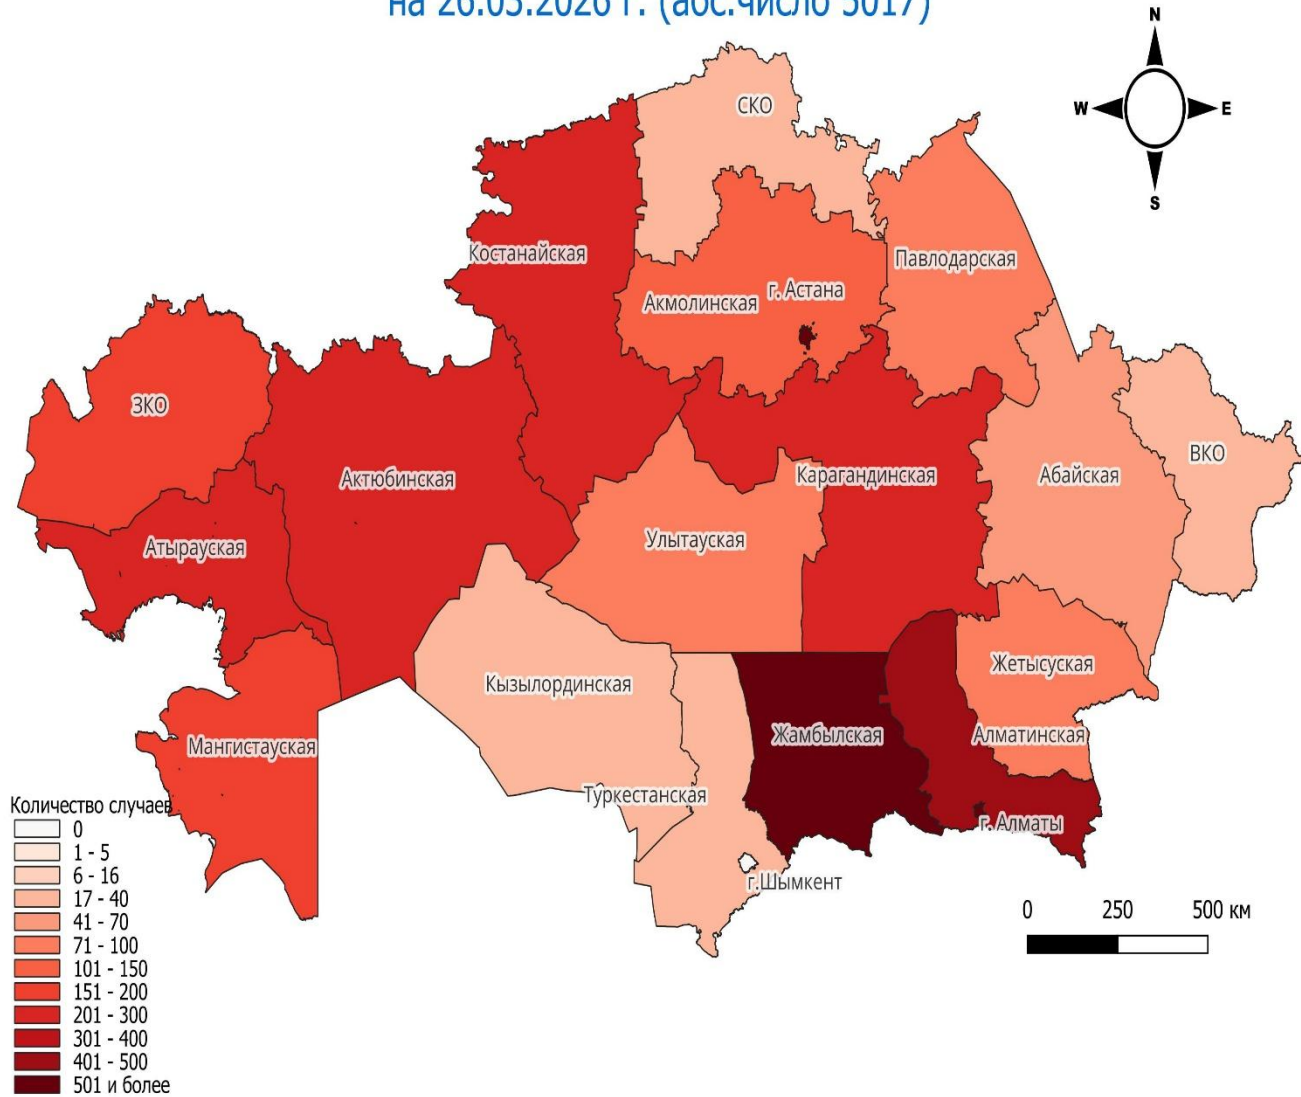 на 26.03.2026 г. (абс.число 5017)
N
W E
S
СКО
Костанайская
Павлодарская
Акмолинская
г. Астана
ЗКО
ВКО
Актюбинская
Карагандинская
Абайская
Атырауская
Улытауская
Жетысуская
Кызылординская
Мангистауская
Жамбылская
Алматинская
Туркестанская
г. Алматы
г.Шымкент
Количество случаев
0
1 - 5
6 - 16
17 - 40
41 - 70
71 - 100
101 - 150
151 - 200
201 - 300
301 - 400
401 - 500
501 и более
0 250 500 км